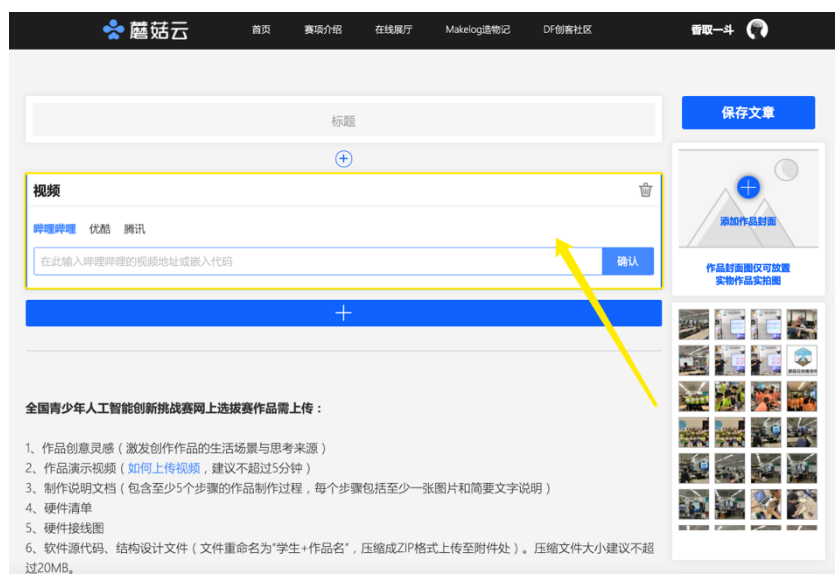 蘑菇云 首页 赛项介绍 在线展厅 Makelog造物记 DF创客社区 香取一斗
标题
保存文章
视频
哔哩哔哩 优酷 腾讯
在此输入哔哩哔哩的视频地址或嵌入代码 确认
添加作品封面
作品封面图仅可放置
实物作品实拍图
全国青少年人工智能创新挑战赛网上选拔赛作品需上传：
1、作品创意灵感（激发创作作品的生活场景与思考来源）
2、作品演示视频（如何上传视频，建议不超过5分钟）
3、制作说明文档（包含至少5个步骤的作品制作过程，每个步骤包括至少一张图片和简要文字说明）
4、硬件清单
5、硬件接线图
6、软件源代码、结构设计文件（文件重命名为“学生+作品名”，压缩成ZIP格式上传至附件处）。压缩文件大小建议不超
过20MB。